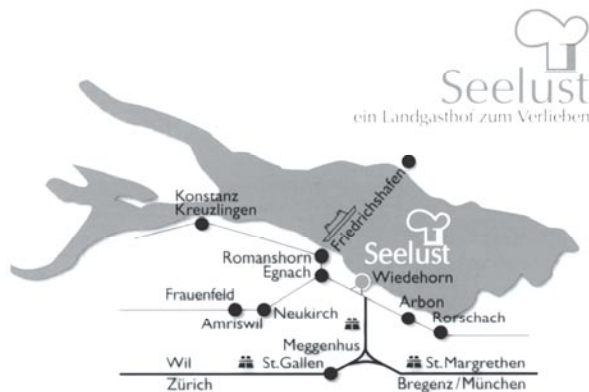 Seelust
ein Landgasthof zum Verlieben
Konstanz
Kreuzlingen
Friedrichshafen
Seelust
Romanshorn
Egnach
Wiedehorn
Frauenfeld
Amriswil
Neukirch
Arbon
Rorschach
Meggenhus
Wil
St.Gallen
St.Margrethen
Zürich
Bregenz/München